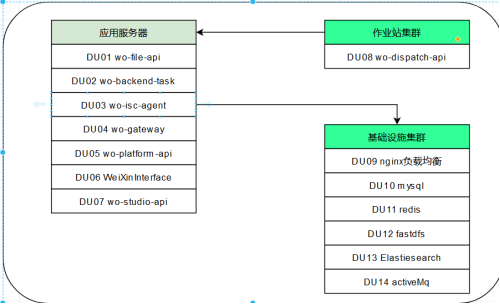 应用服务器
DU01 wo-file-api
DU02 wo-backend-task
DU03 wo-isc-agent
DU04 wo-gateway
DU05 wo-platform-api
DU06 WeiXinInterface
DU07 wo-studio-api
作业站集群
DU08 wo-dispatch-api
基础设施集群
DU09 nginx负载均衡
DU10 mysql
DU11 redis
DU12 fastdfs
DU13 Elastiesearch
DU14 activeMq